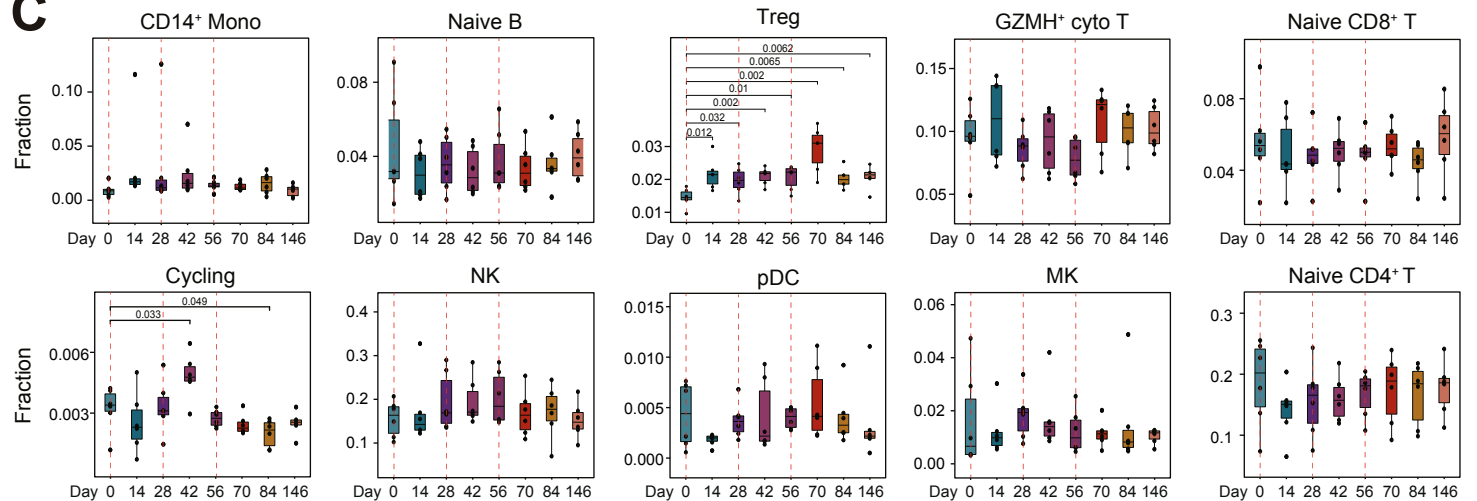 C
CD14⁺ Mono
Naive B
Treg
GZMH⁺ cyto T
Naive CD8⁺ T
Fraction
0.10
0.05
0.00
0.08
0.04
0.03
0.02
0.01
0.0062
0.0065
0.002
0.01
0.002
0.032
0.012
0.15
0.10
0.05
0.08
0.04
Day 0 14 28 42 56 70 84 146
Day 0 14 28 42 56 70 84 146
Day 0 14 28 42 56 70 84 146
Day 0 14 28 42 56 70 84 146
Day 0 14 28 42 56 70 84 146
Cycling
NK
pDC
MK
Naive CD4⁺ T
Fraction
0.006
0.003
0.049
0.033
0.4
0.3
0.2
0.1
0.015
0.010
0.005
0.000
0.06
0.04
0.02
0.00
0.3
0.2
0.1
Day 0 14 28 42 56 70 84 146
Day 0 14 28 42 56 70 84 146
Day 0 14 28 42 56 70 84 146
Day 0 14 28 42 56 70 84 146
Day 0 14 28 42 56 70 84 146